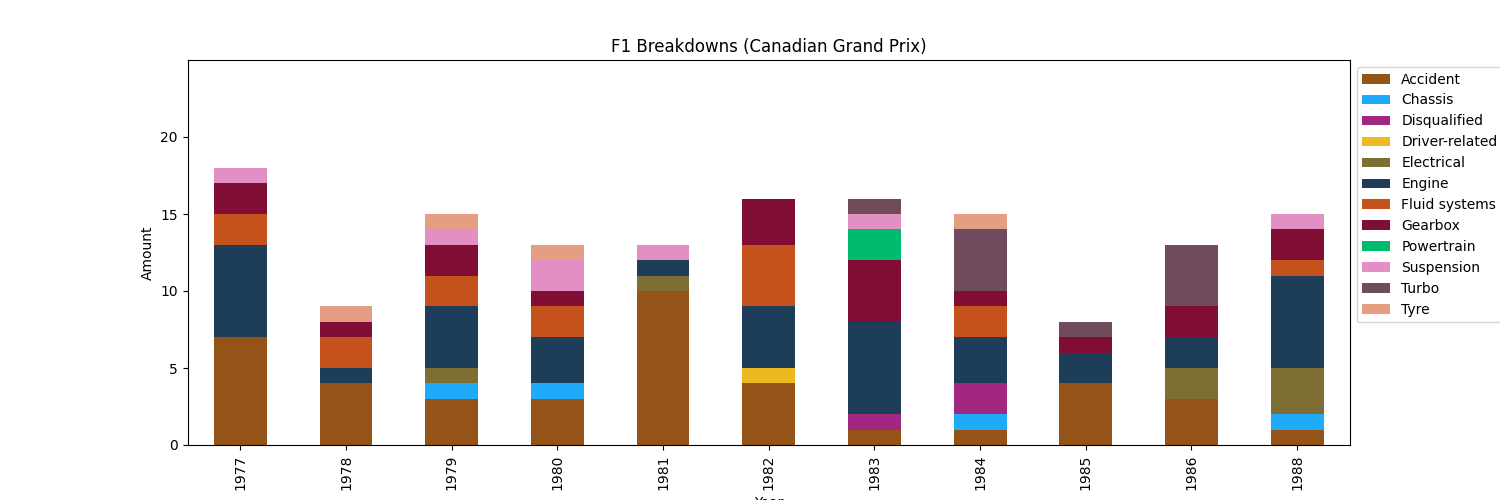 F1 Breakdowns (Canadian Grand Prix)
Amount
20
15
10
5
0
1977
1978
1979
1980
1981
1982
1983
1984
1985
1986
1988
Accident
Chassis
Disqualified
Driver-related
Electrical
Engine
Fluid systems
Gearbox
Powertrain
Suspension
Turbo
Tyre